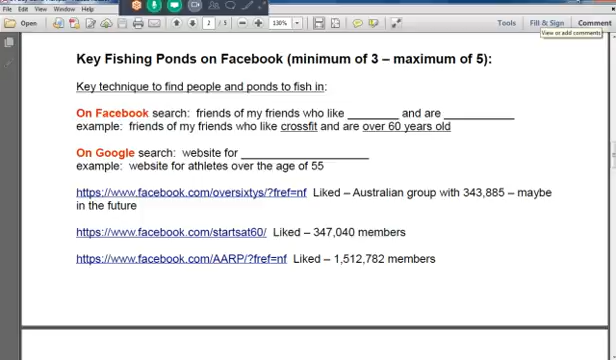 File Edit View Window Help
Open
2 / 5
130%
Tools
Fill & Sign
Comment
View or add comments
Key Fishing Ponds on Facebook (minimum of 3 – maximum of 5):
Key technique to find people and ponds to fish in:
On Facebook search: friends of my friends who like ________ and are ___________
example: friends of my friends who like crossfit and are over 60 years old
On Google search: website for ____________________
example: website for athletes over the age of 55
https://www.facebook.com/oversixtys/?fref=nf Liked – Australian group with 343,885 – maybe
in the future
https://www.facebook.com/startsat60/ Liked – 347,040 members
https://www.facebook.com/AARP/?fref=nf Liked – 1,512,782 members